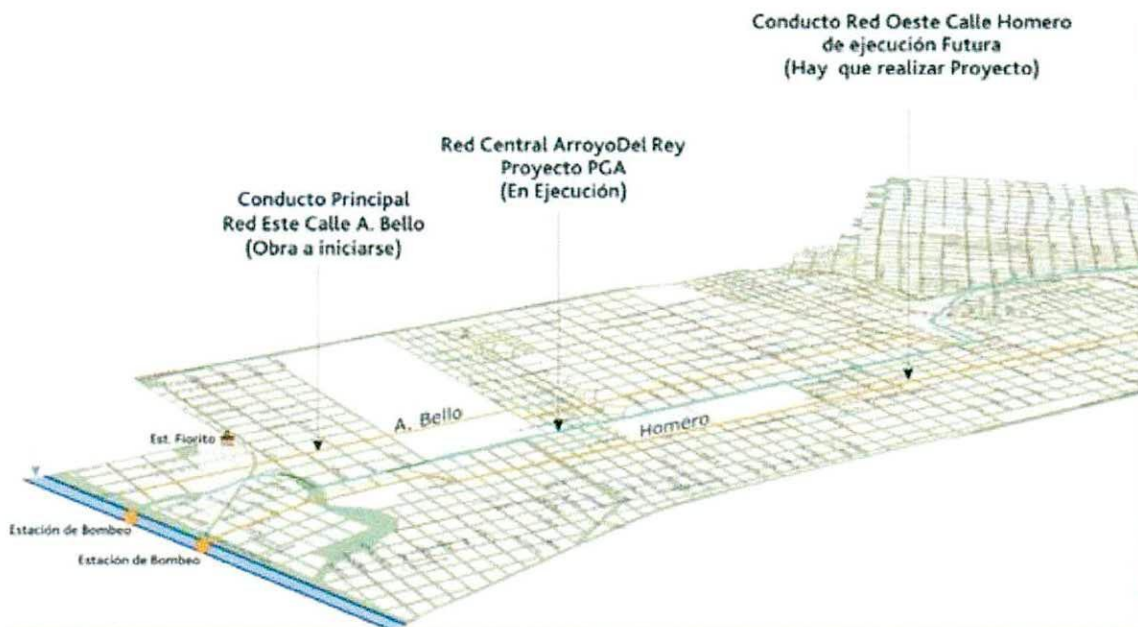 Conducto Red Oeste Calle Homero
de ejecución Futura
(Hay que realizar Proyecto)
Red Central ArroyoDel Rey
Proyecto PGA
(En Ejecución)
Conducto Principal
Red Este Calle A. Bello
(Obra a iniciarse)
A. Bello
Homero
Est. Fiorito
Estación de Bombeo
Estación de Bombeo